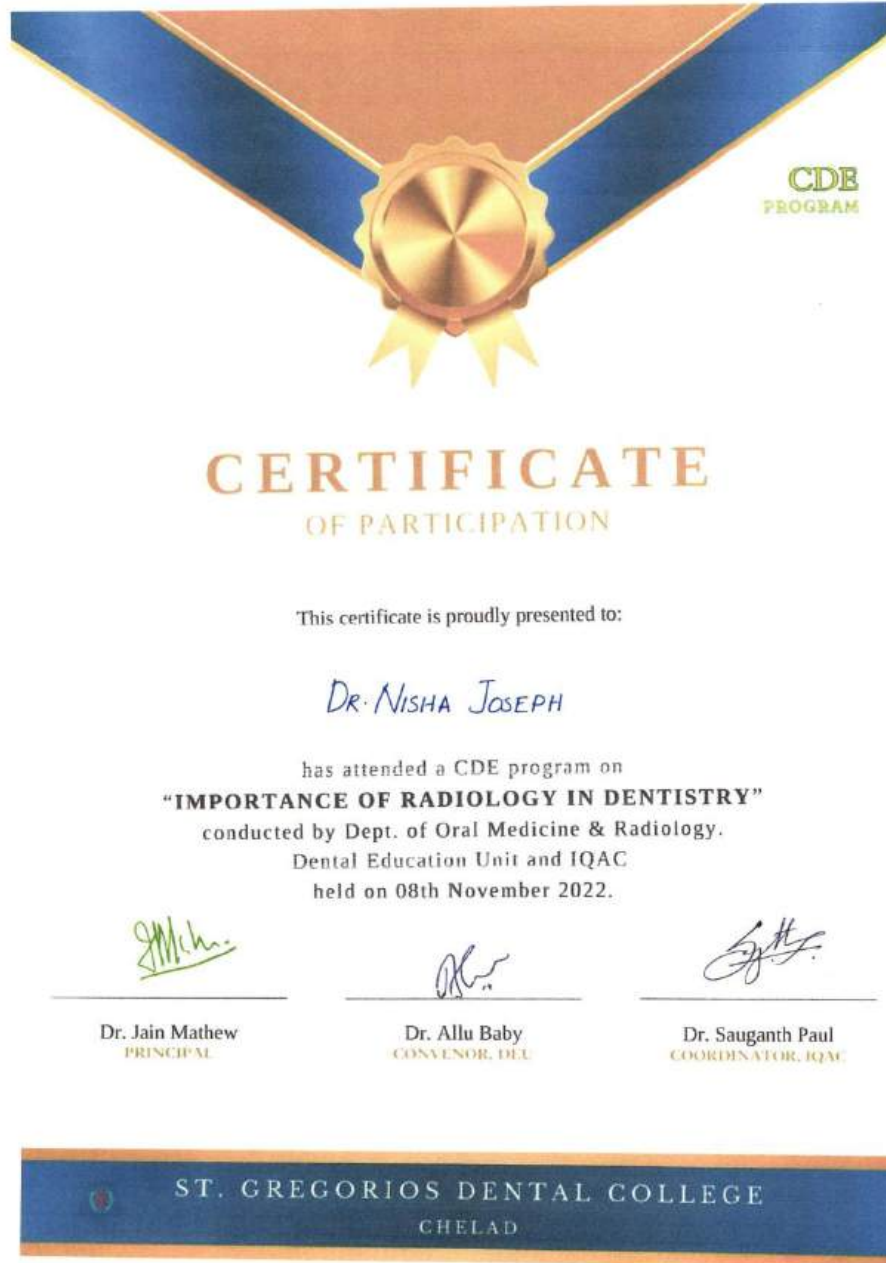 CDE
PROGRAM
CERTIFICATE
OF PARTICIPATION
This certificate is proudly presented to:
DR. NISHA JOSEPH
has attended a CDE program on
“IMPORTANCE OF RADIOLOGY IN DENTISTRY”
conducted by Dept. of Oral Medicine & Radiology.
Dental Education Unit and IQAC
held on 08th November 2022.
Dr. Jain Mathew
PRINCIPAL
Dr. Allu Baby
CONVENOR, DEU
Dr. Sauganth Paul
COORDINATOR, IQAC
ST. GREGORIOS DENTAL COLLEGE
CHELAD